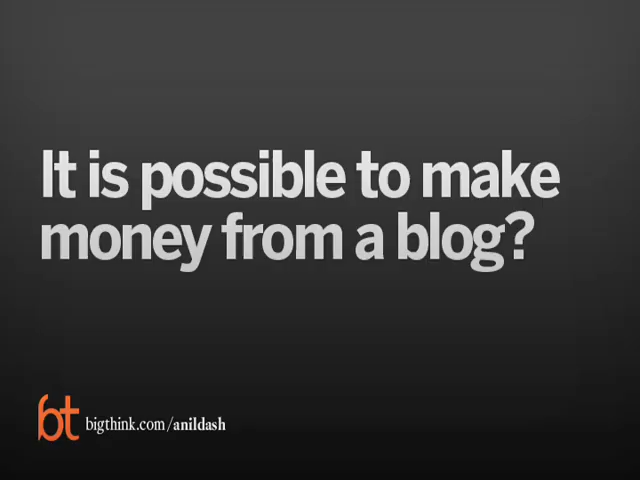 It is possible to make
money from a blog?
bt bigthink.com/anildash